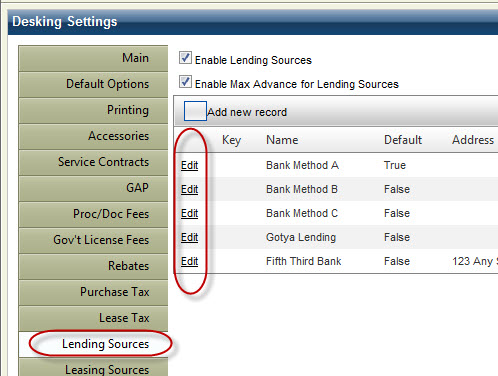 Desking Settings
Main
Default Options
Printing
Accessories
Service Contracts
GAP
Proc/Doc Fees
Gov't License Fees
Rebates
Purchase Tax
Lease Tax
Lending Sources
Leasing Sources
Enable Lending Sources
Enable Max Advance for Lending Sources
Add new record
Key Name Default Address
Edit Bank Method A True
Edit Bank Method B False
Edit Bank Method C False
Edit Gotya Lending False
Edit Fifth Third Bank False 123 Any S